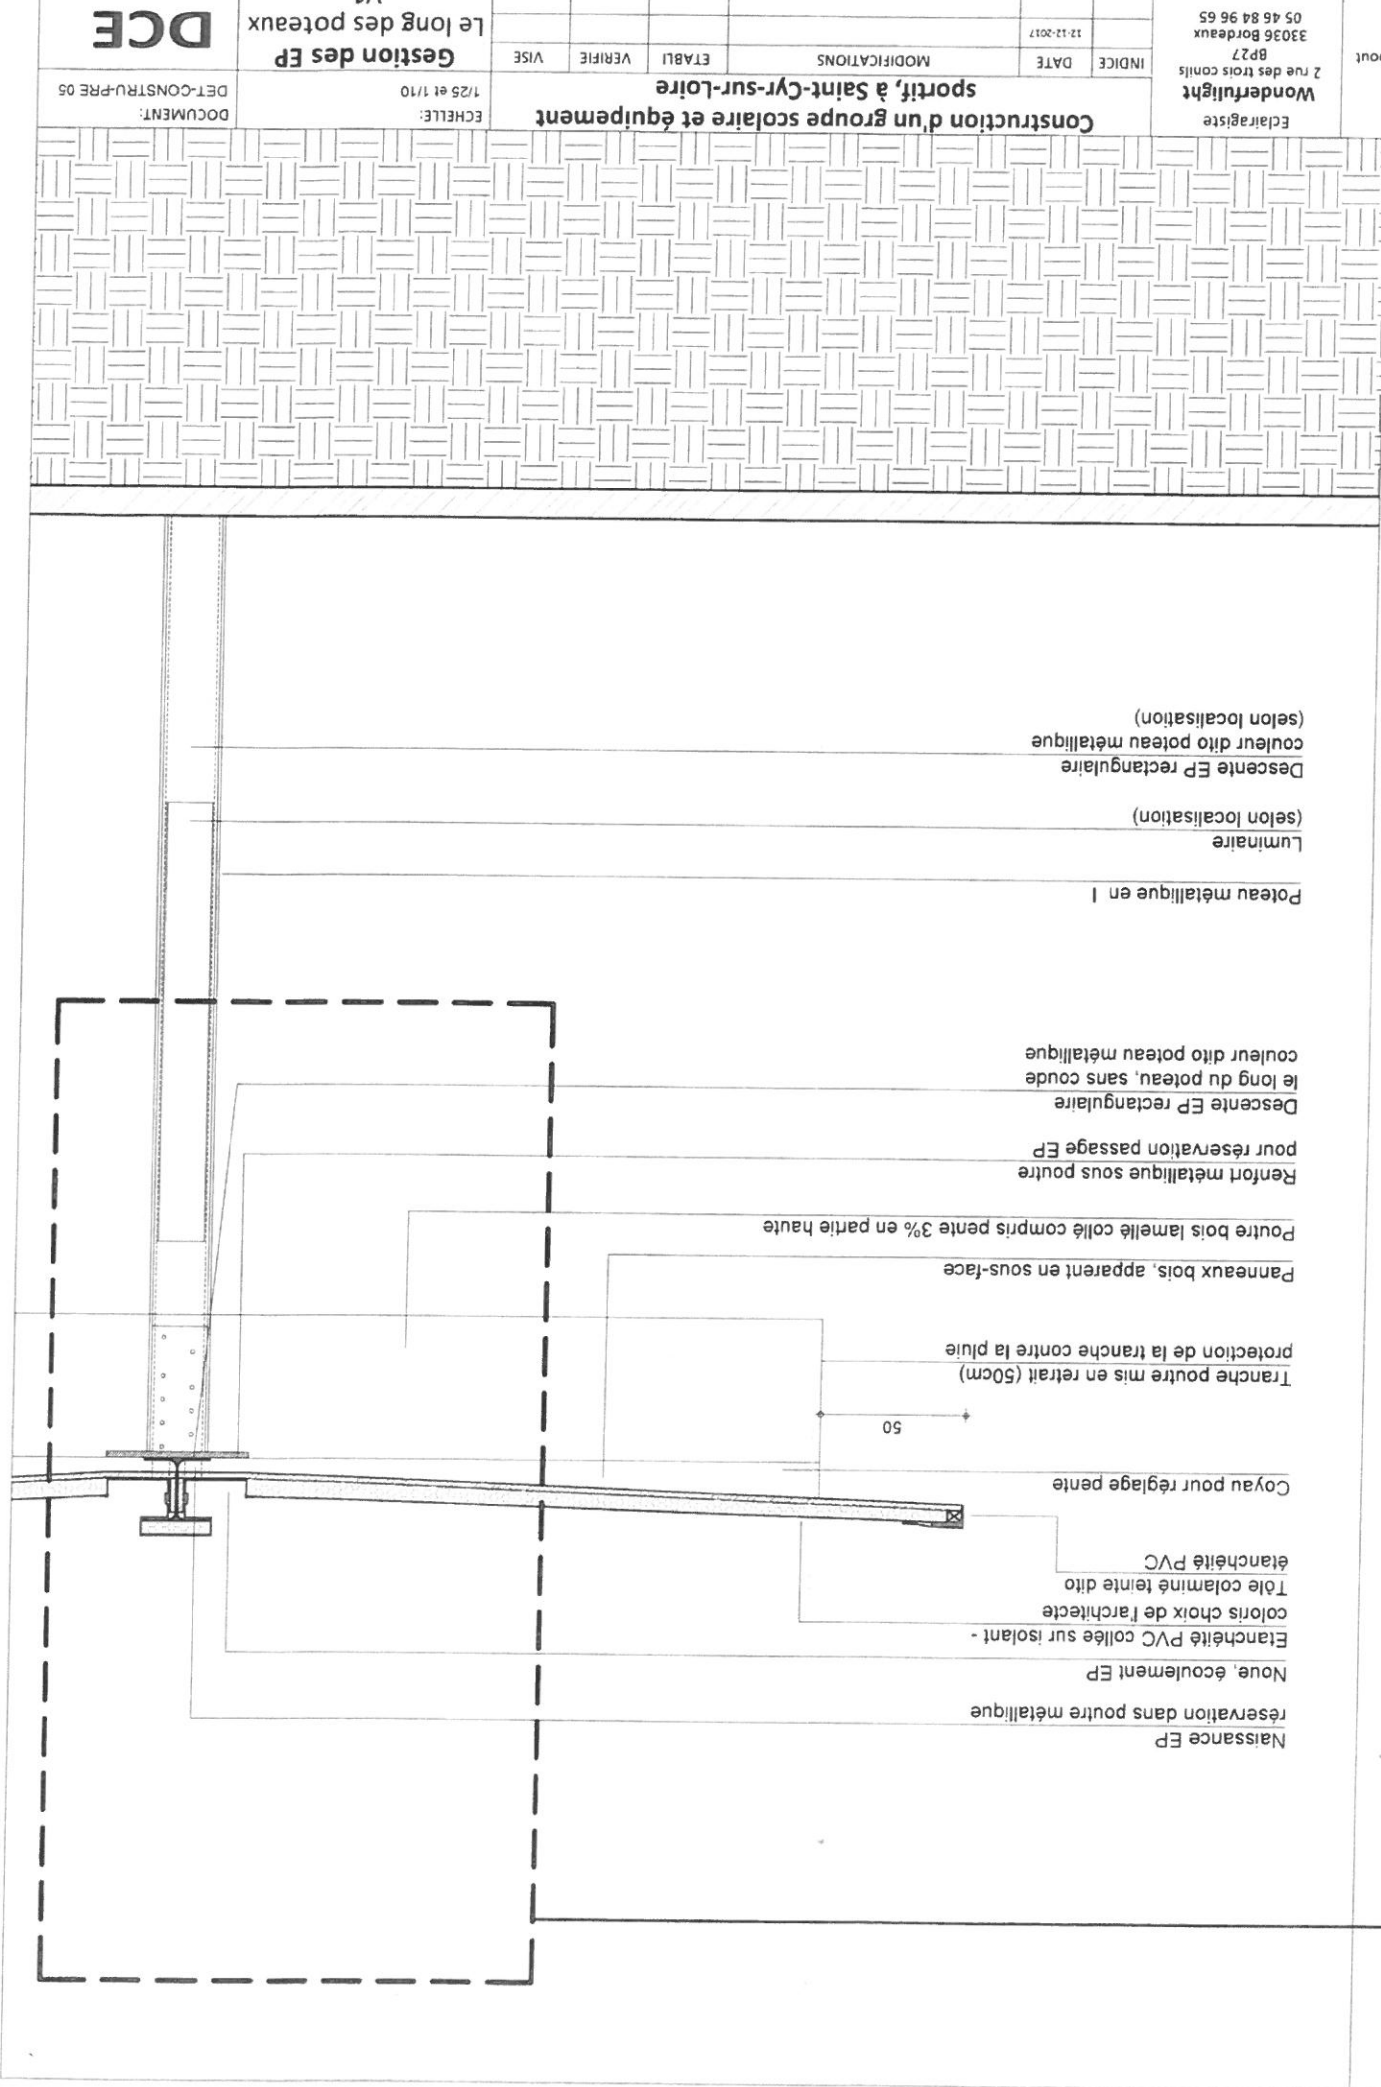 Naissance EP
réservation dans poutre métallique
Noue, écoulement EP
Etanchéité PVC collée sur isolant -
coloris choix de l'architecte
Tôle colaminé teinte dito
étanchéité PVC
Coyau pour réglage pente
50
Tranche poutre mis en retrait (50cm)
protection de la tranche contre la pluie
Panneaux bois, apparent en sous-face
Poutre bois lamellé collé compris pente 3% en partie haute
Renfort métallique sous poutre
pour réservation passage EP
Descente EP rectangulaire
le long du poteau, sans coude
couleur dito poteau métallique
Poteau métallique en I
Luminaire
(selon localisation)
Descente EP rectangulaire
couleur dito poteau métallique
(selon localisation)
Eclairagiste
Wonderfulight
2 rue des trois conils
BP27
33036 Bordeaux
05 46 84 96 65
Construction d'un groupe scolaire et équipement
sportif, à Saint-Cyr-sur-Loire
INDICE
DATE
MODIFICATIONS
ETABLI
VERIFIE
VISE
12-12-2017
ECHELLE:
1/25 et 1/10
DOCUMENT:
DET-CONSTRU-PRE 05
Gestion des EP
Le long des poteaux
DCE